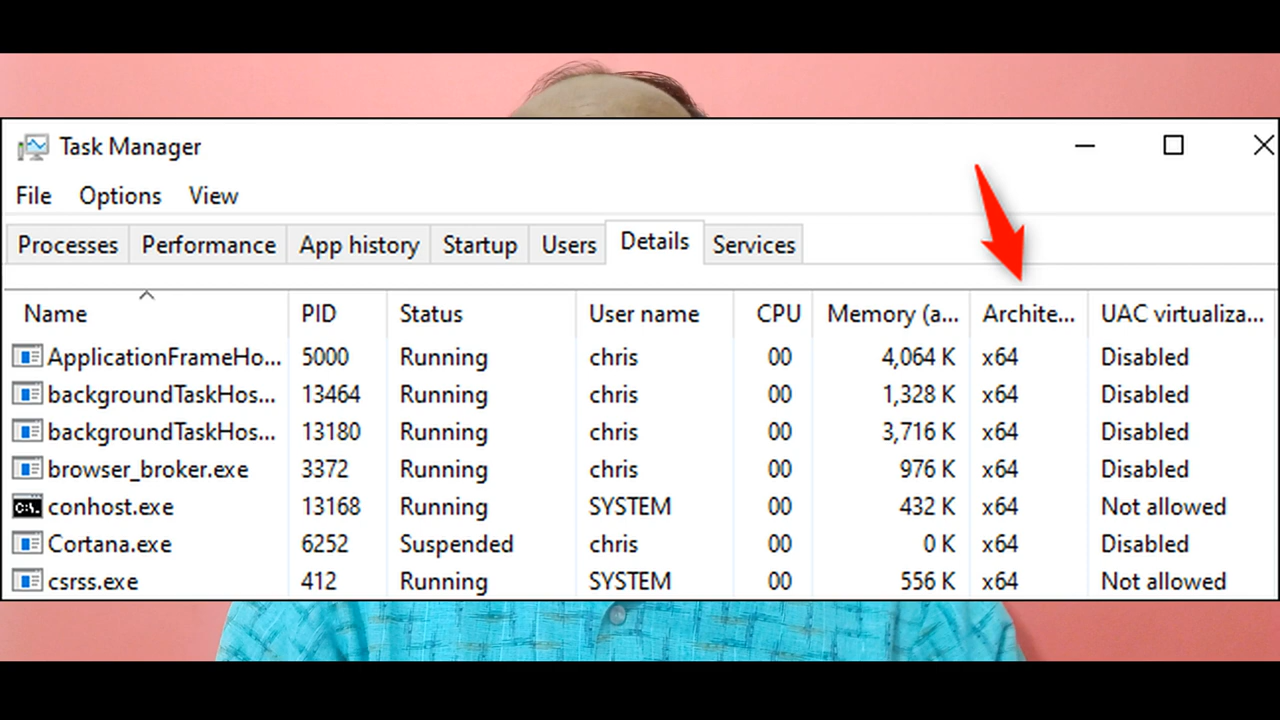 Task Manager
File Options View
Processes Performance App history Startup Users Details Services
Name PID Status User name CPU Memory (a... Archite... UAC virtualiza...
ApplicationFrameHo... 5000 Running chris 00 4,064 K x64 Disabled
backgroundTaskHos... 13464 Running chris 00 1,328 K x64 Disabled
backgroundTaskHos... 13180 Running chris 00 3,716 K x64 Disabled
browser_broker.exe 3372 Running chris 00 976 K x64 Disabled
C:\. conhost.exe 13168 Running SYSTEM 00 432 K x64 Not allowed
Cortana.exe 6252 Suspended chris 00 0 K x64 Disabled
csrss.exe 412 Running SYSTEM 00 556 K x64 Not allowed